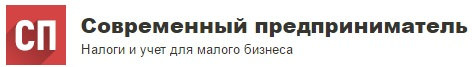 СП
Современный предприниматель
Налоги и учет для малого бизнеса